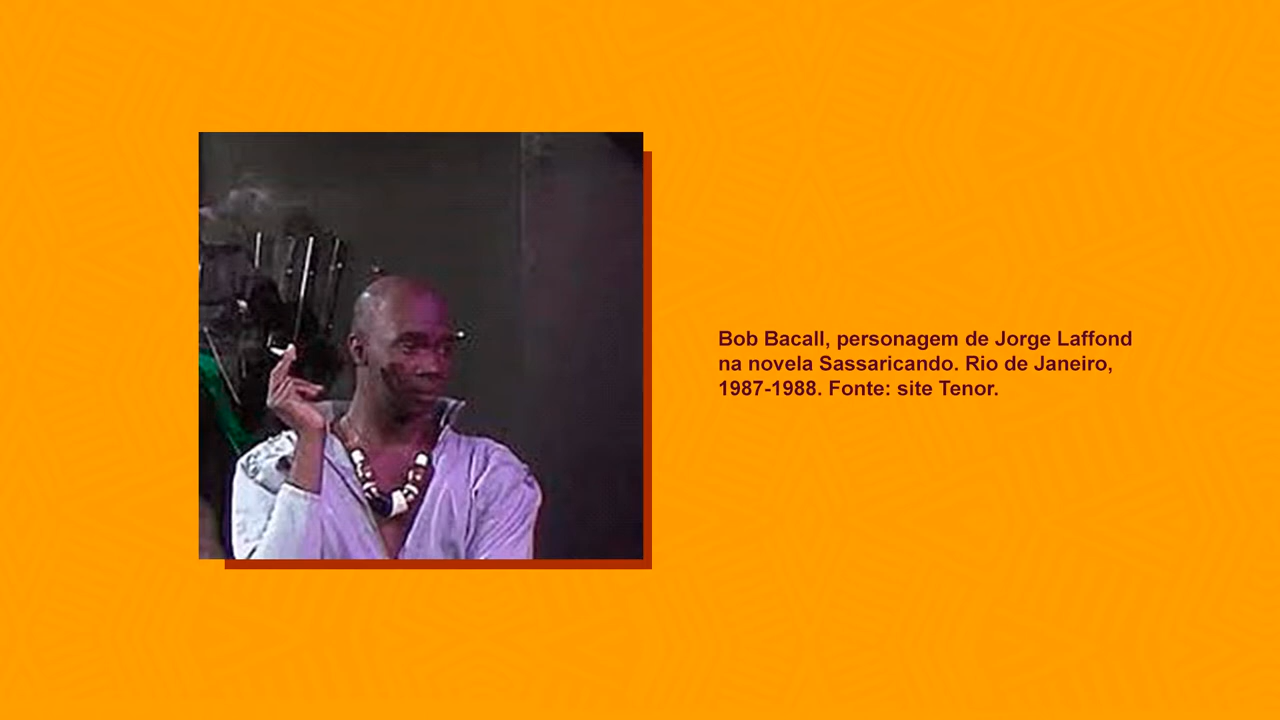 Bob Bacall, personagem de Jorge Laffond
na novela Sassaricando. Rio de Janeiro,
1987-1988. Fonte: site Tenor.